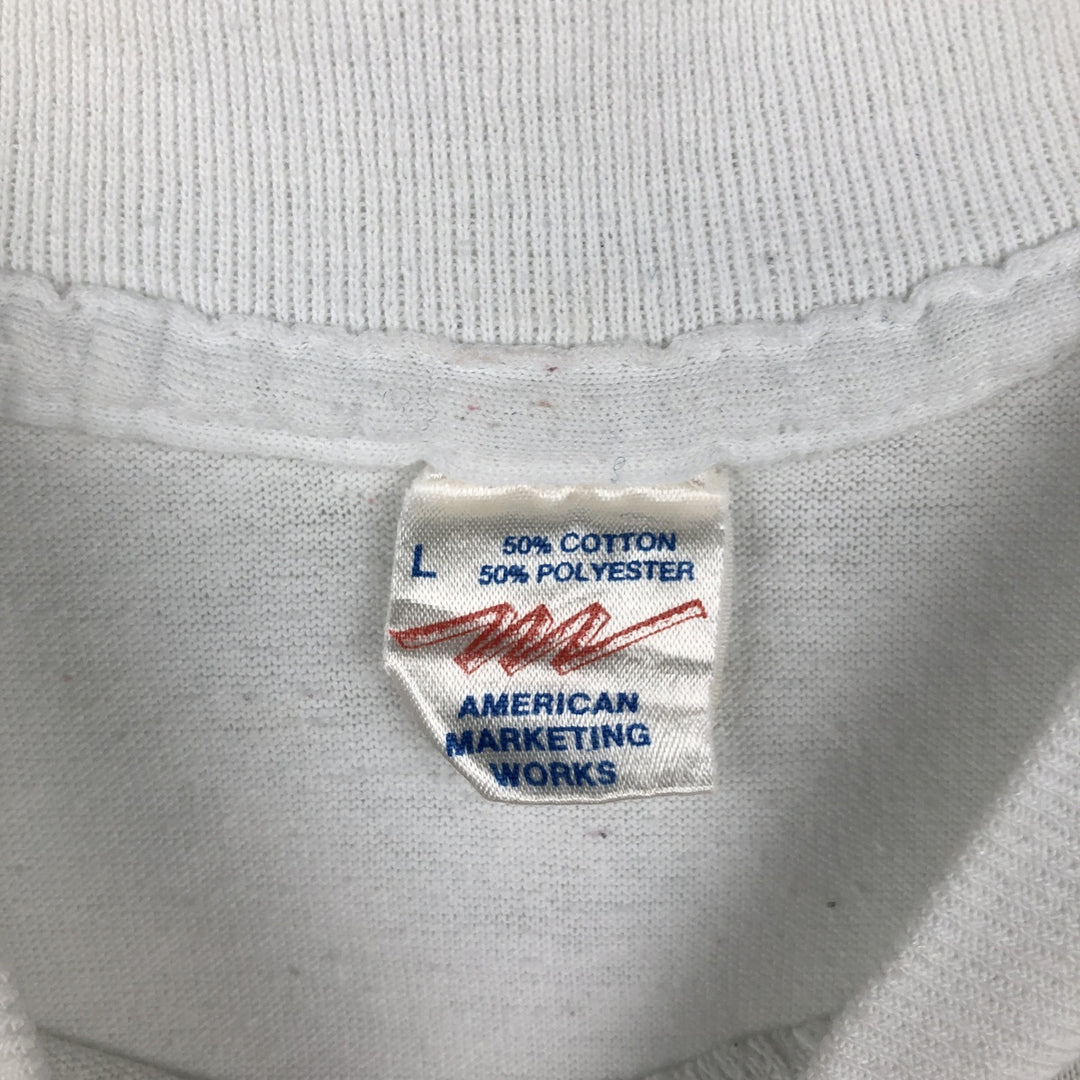 L
50% COTTON
50% POLYESTER
AMERICAN
MARKETING
WORKS